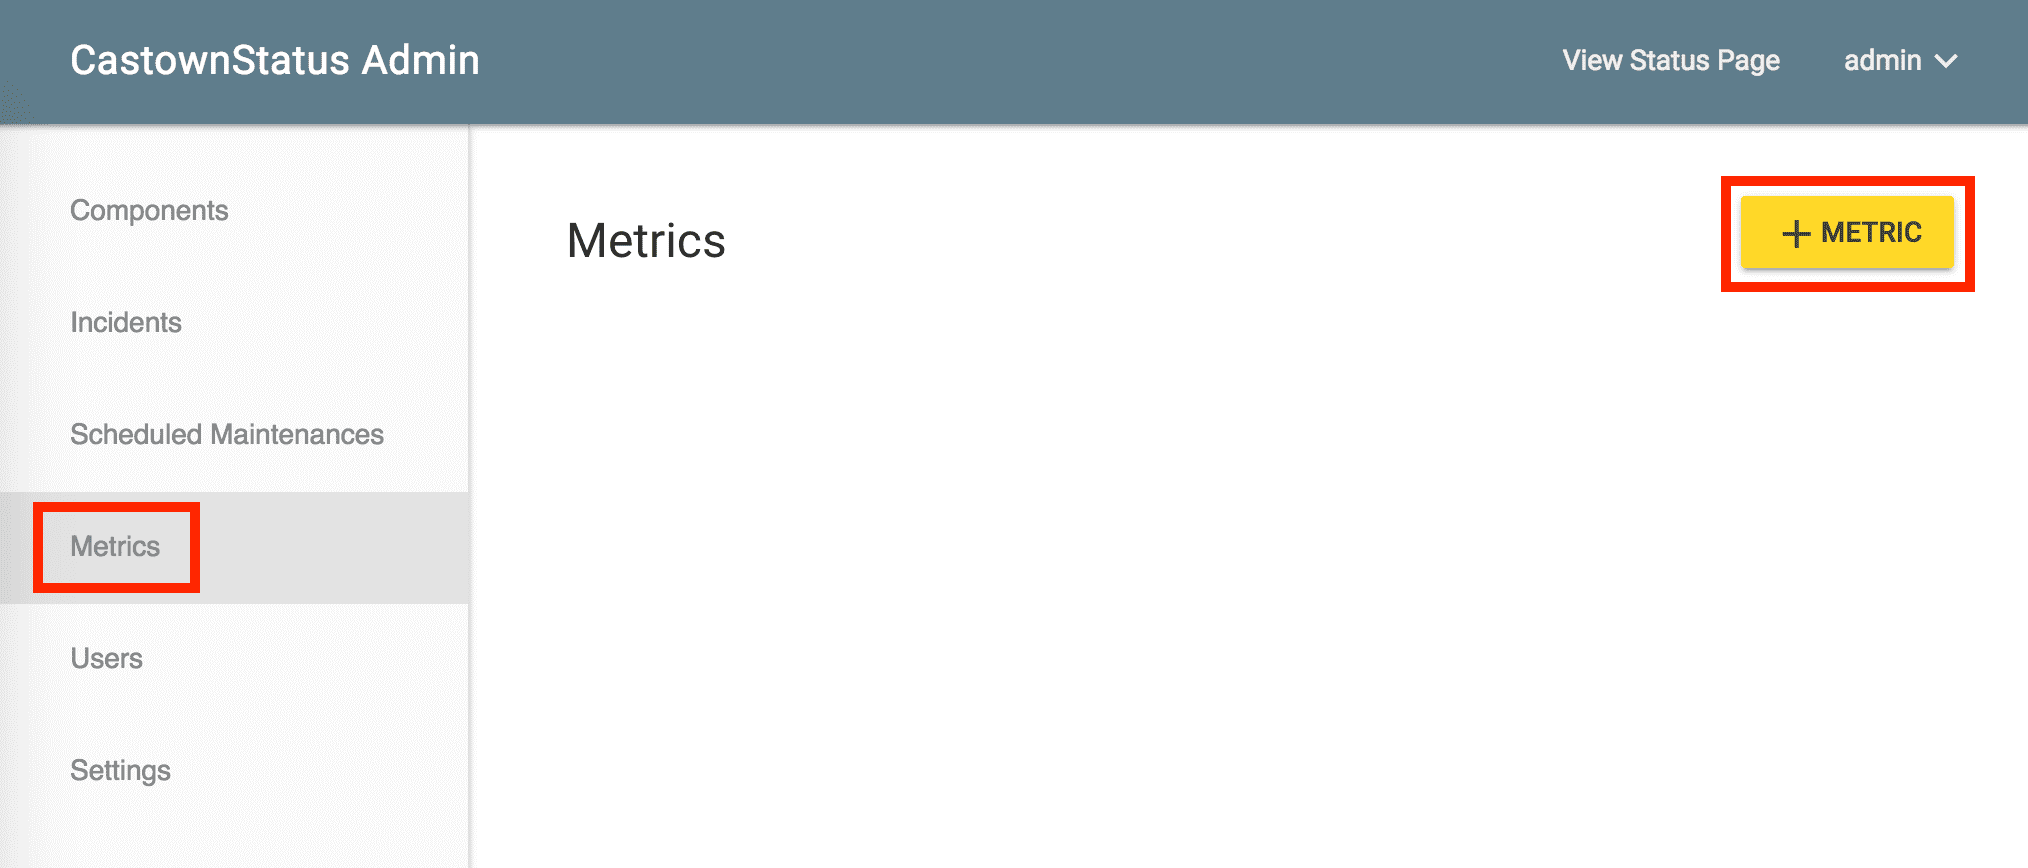 CastownStatus Admin
View Status Page
admin
Components
Incidents
Scheduled Maintenances
Metrics
Users
Settings
Metrics
+ METRIC